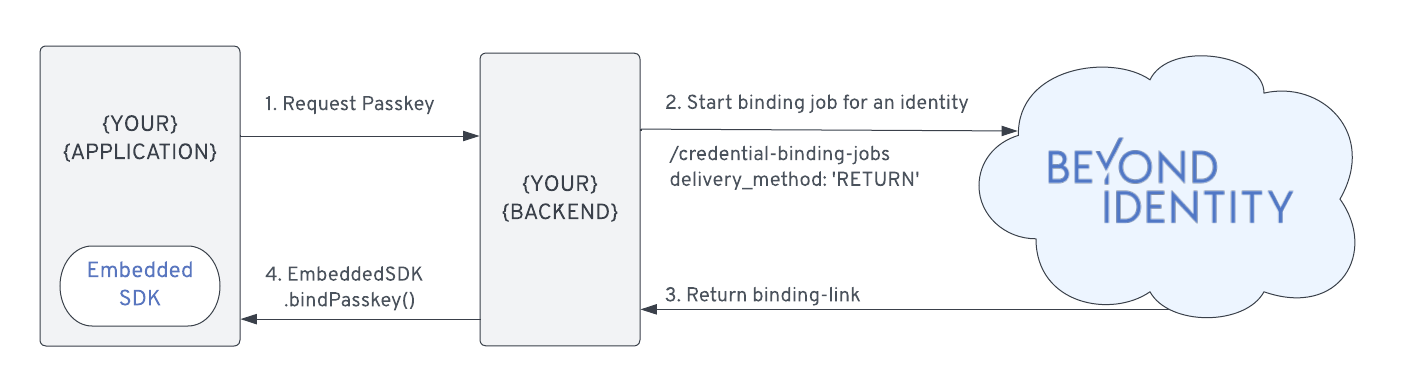 {YOUR}
{APPLICATION}
Embedded
SDK
1. Request Passkey
4. EmbeddedSDK
.bindPasskey()
{YOUR}
{BACKEND}
2. Start binding job for an identity
/credential-binding-jobs
delivery_method: 'RETURN'
3. Return binding-link
BEYOND
IDENTITY